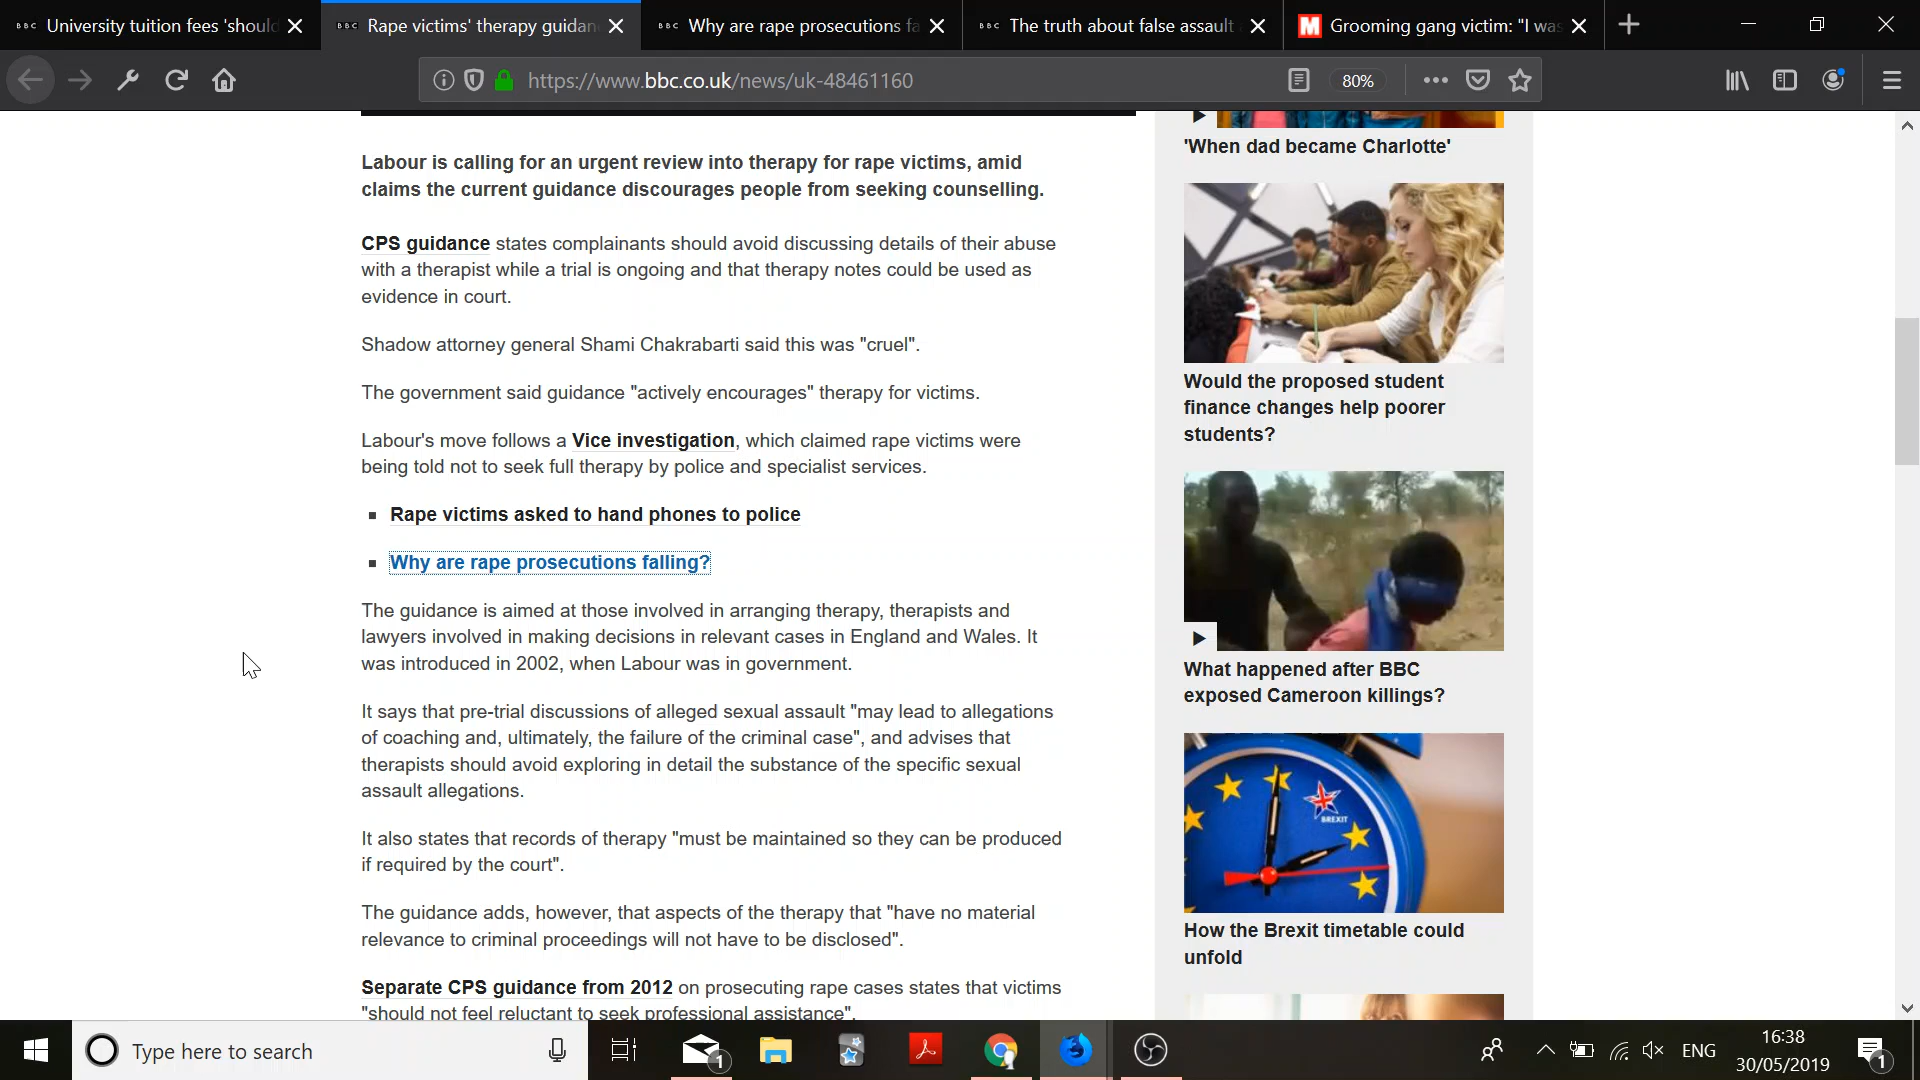 BBC University tuition fees 'should
BBC Rape victims' therapy guidan
BBC Why are rape prosecutions fa
BBC The truth about false assault
M Grooming gang victim: "I was
https://www.bbc.co.uk/news/uk-48461160
80%
Labour is calling for an urgent review into therapy for rape victims, amid
claims the current guidance discourages people from seeking counselling.
CPS guidance states complainants should avoid discussing details of their abuse
with a therapist while a trial is ongoing and that therapy notes could be used as
evidence in court.
Shadow attorney general Shami Chakrabarti said this was "cruel".
The government said guidance "actively encourages" therapy for victims.
Labour's move follows a Vice investigation, which claimed rape victims were
being told not to seek full therapy by police and specialist services.
Rape victims asked to hand phones to police
Why are rape prosecutions falling?
The guidance is aimed at those involved in arranging therapy, therapists and
lawyers involved in making decisions in relevant cases in England and Wales. It
was introduced in 2002, when Labour was in government.
It says that pre-trial discussions of alleged sexual assault "may lead to allegations
of coaching and, ultimately, the failure of the criminal case", and advises that
therapists should avoid exploring in detail the substance of the specific sexual
assault allegations.
It also states that records of therapy "must be maintained so they can be produced
if required by the court".
The guidance adds, however, that aspects of the therapy that "have no material
relevance to criminal proceedings will not have to be disclosed".
Separate CPS guidance from 2012 on prosecuting rape cases states that victims
"should not feel reluctant to seek professional assistance".
'When dad became Charlotte'
Would the proposed student
finance changes help poorer
students?
What happened after BBC
exposed Cameroon killings?
BREXIT
How the Brexit timetable could
unfold
Type here to search
1
ENG
16:38
30/05/2019
1